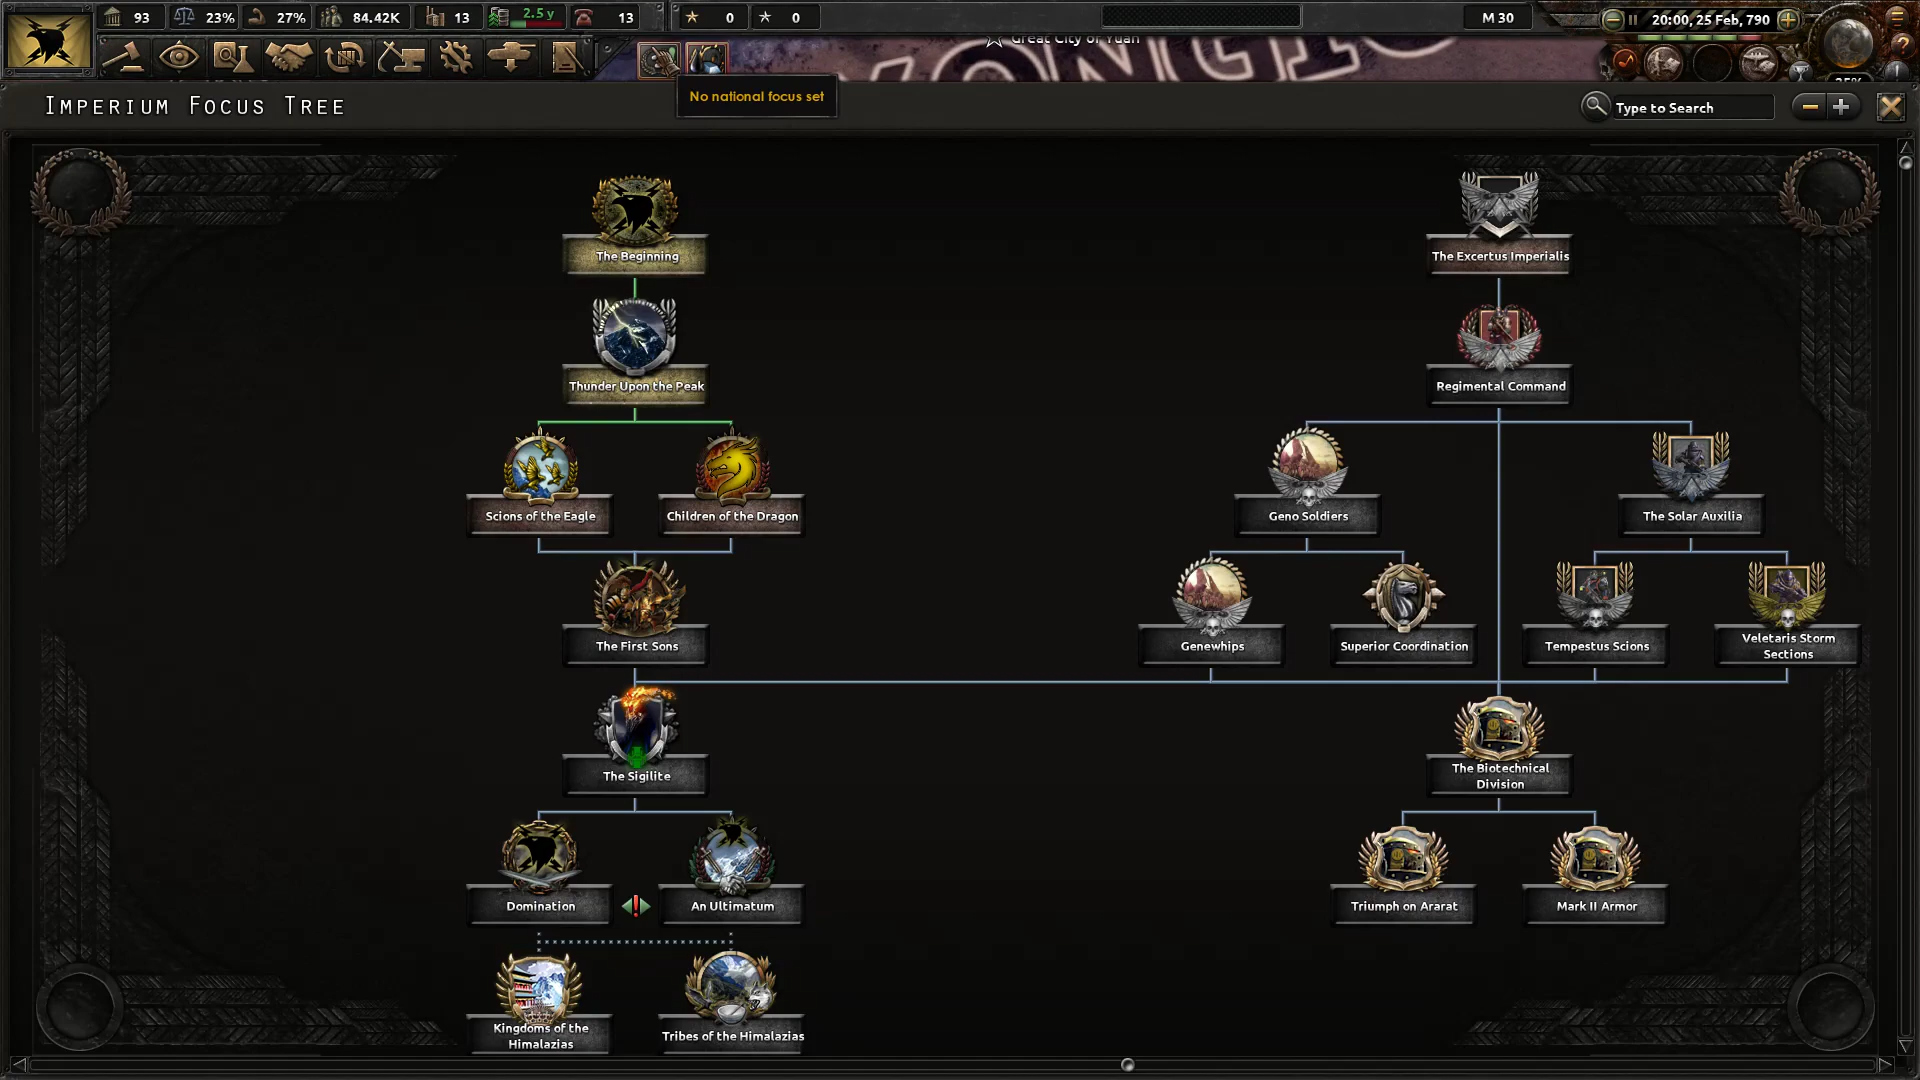 93
23%
27%
84.42K
13
2.5 y
13
0
0
M 30
20:00, 25 Feb, 790
Great City of Yuan
No national focus set
Imperium Focus Tree
Type to Search
The Beginning
The Excertus Imperialis
Thunder Upon the Peak
Regimental Command
Scions of the Eagle
Children of the Dragon
Geno Soldiers
The Solar Auxilia
The First Sons
Genewhips
Superior Coordination
Tempestus Scions
Veletaris Storm
Sections
The Sigilite
The Biotechnical
Division
Domination
An Ultimatum
Triumph on Ararat
Mark II Armor
Kingdoms of the
Himalazias
Tribes of the Himalazias